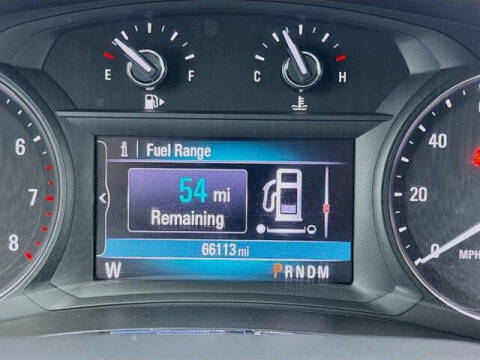 E F C H
i Fuel Range
54 mi
Remaining
66113 mi
W PRNDM
6
7
8
40
20
0
MPH